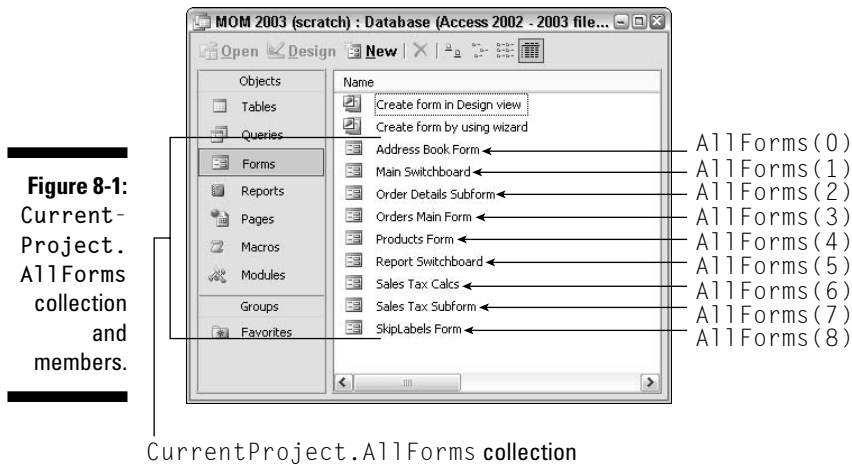 MOM 2003 (scratch) : Database (Access 2002 - 2003 file...
Open Design New
Objects
Tables
Queries
Forms
Reports
Pages
Macros
Modules
Groups
Favorites
Name
Create form in Design view
Create form by using wizard
Address Book Form
Main Switchboard
Order Details Subform
Orders Main Form
Products Form
Report Switchboard
Sales Tax Calcs
Sales Tax Subform
SkipLabels Form
AllForms(0)
AllForms(1)
AllForms(2)
AllForms(3)
AllForms(4)
AllForms(5)
AllForms(6)
AllForms(7)
AllForms(8)
Figure 8-1:
Current-
Project.
AllForms
collection
and
members.
CurrentProject.AllForms collection